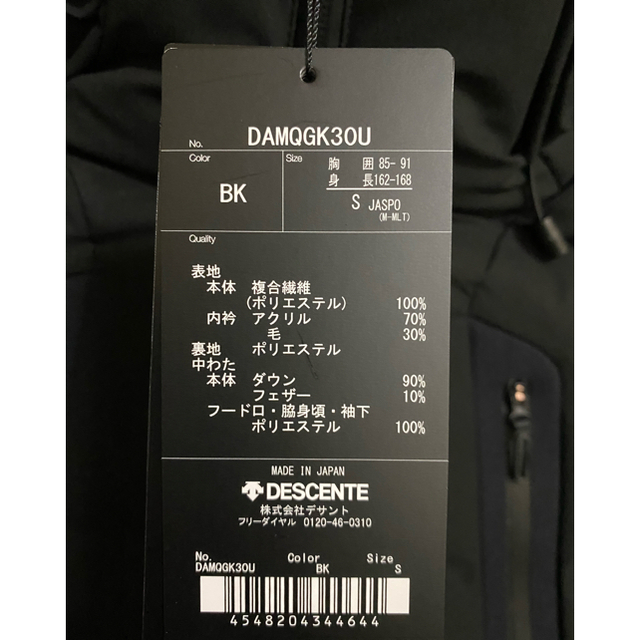 No. DAMQGK30U
Color Size 胸 囲 85- 91
BK 身 長162-168
S JASPO
(M-MLT)
Quality
表地
本体 複合繊維
(ポリエステル) 100%
内衿 アクリル 70%
毛 30%
裏地 ポリエステル
中わた
本体 ダウン 90%
フェザー 10%
フードロ・脇身頃・袖下
ポリエステル 100%
MADE IN JAPAN
DESCENTE
株式会社デサント
フリーダイヤル 0120-46-0310
No. Color Size
DAMQGK30U BK S
4548204344644